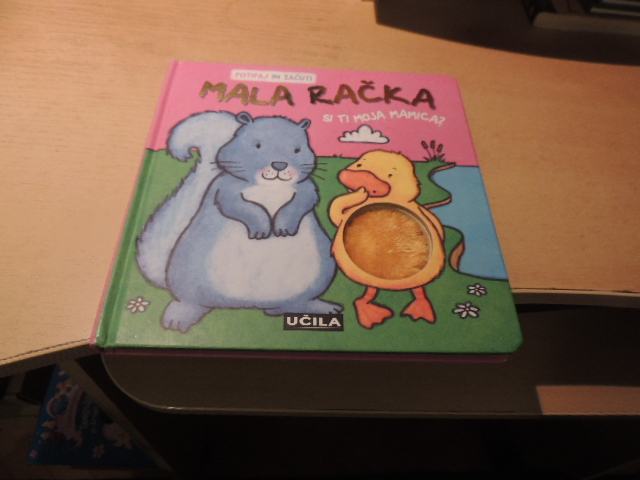 POTIPAJ IN ZAČUTI
MALA RAČKA
SI TI MOJA MAMICA?
UČILA